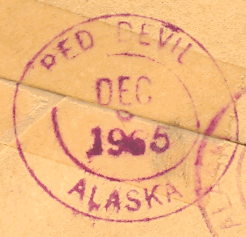 RED DEVIL
DEC
1965
ALASKA